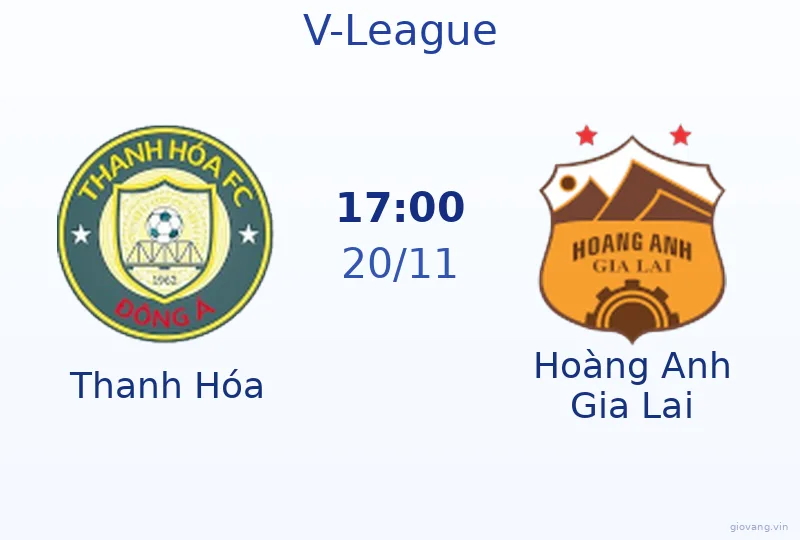 V-League
THANH HÓA FC
1962
ĐÔNG Á
17:00
20/11
HOANG ANH
GIA LAI
Thanh Hóa
Hoàng Anh
Gia Lai
giovang.vin